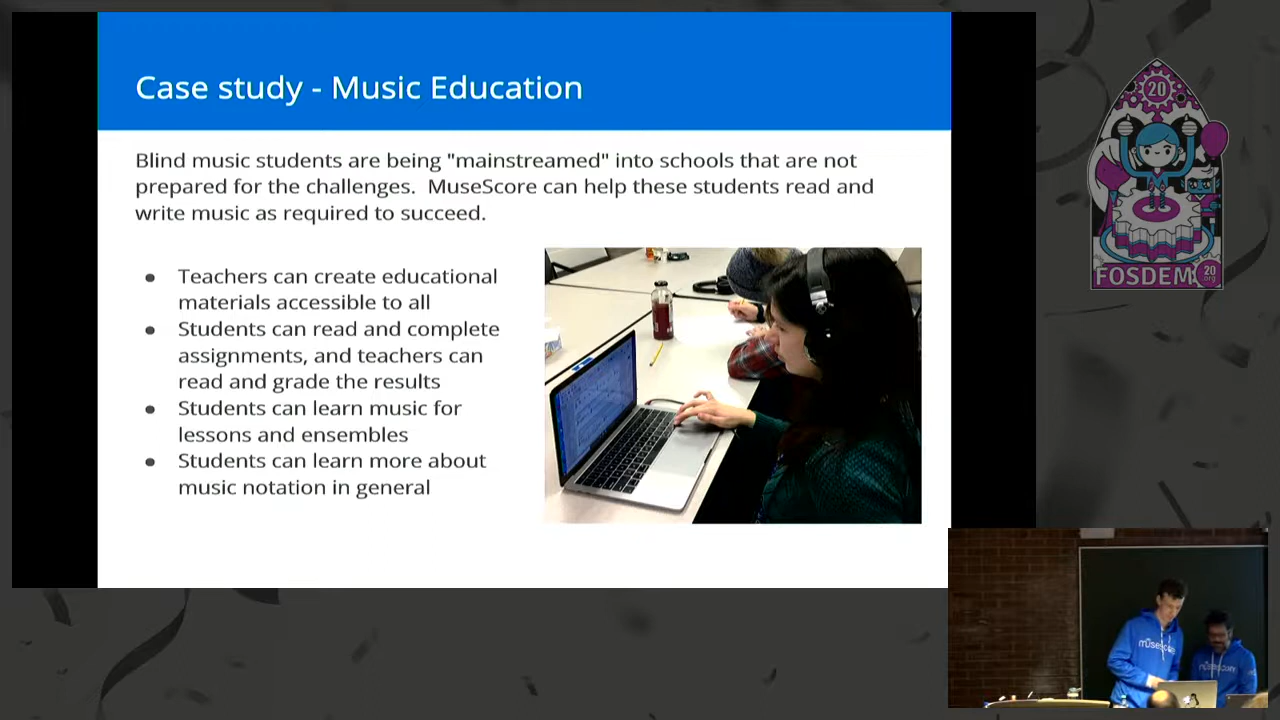 Case study - Music Education
Blind music students are being "mainstreamed" into schools that are not
prepared for the challenges.  MuseScore can help these students read and
write music as required to succeed.
● Teachers can create educational
materials accessible to all
● Students can read and complete
assignments, and teachers can
read and grade the results
● Students can learn music for
lessons and ensembles
● Students can learn more about
music notation in general
20
FOSDEM
20
.org